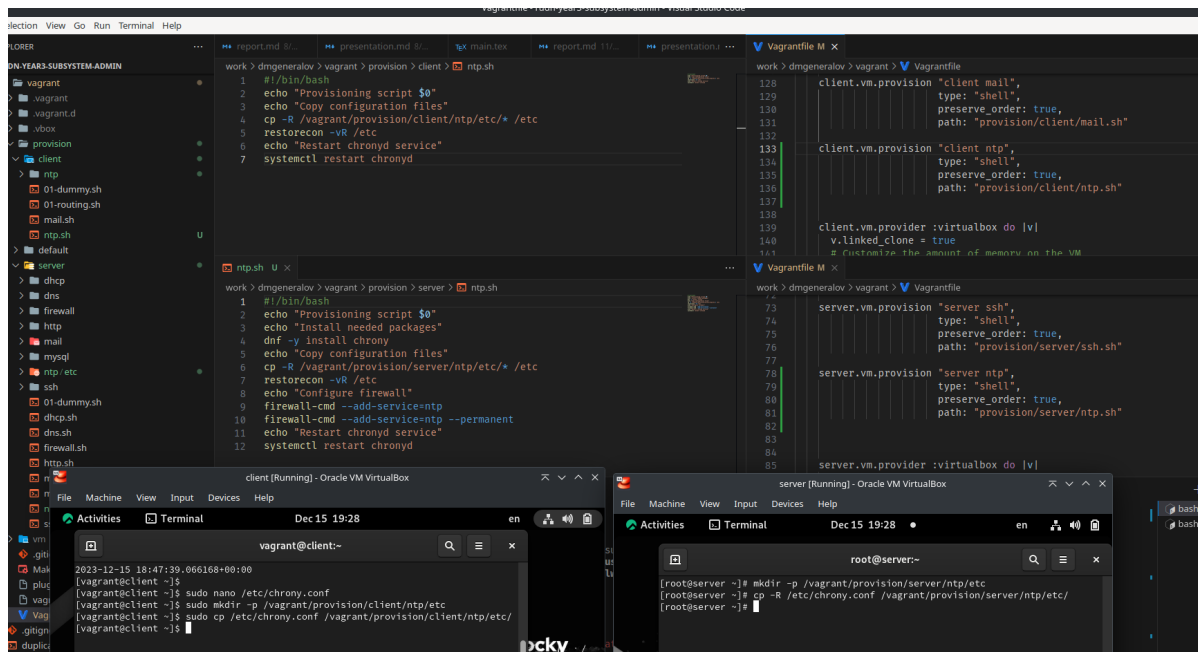 Vagrantfile - rudn-year3-subsystem-admin - Visual Studio Code
election View Go Run Terminal Help
PLORER
DN-YEAR3-SUBSYSTEM-ADMIN
vagrant
.vagrant
.vagrant.d
.vbox
provision
client
ntp
01-dummy.sh
01-routing.sh
mail.sh
ntp.sh U
default
server
dhcp
dns
firewall
http
mail
mysql
ntp/etc
ssh
01-dummy.sh
dhcp.sh
dns.sh
firewall.sh
http.sh
vm
.giti
Mak
plug
vag
Vag
.gitign
duplica
report.md 8/... presentation.md 8/... TEX main.tex report.md 11/... presentation.r ...
work > dmgeneralov > vagrant > provision > client > ntp.sh
1 #!/bin/bash
2 echo "Provisioning script $0"
3 echo "Copy configuration files"
4 cp -R /vagrant/provision/client/ntp/etc/* /etc
5 restorecon -vR /etc
6 echo "Restart chronyd service"
7 systemctl restart chronyd
Vagrantfile M
work > dmgeneralov > vagrant > Vagrantfile
128 client.vm.provision "client mail",
129 type: "shell",
130 preserve_order: true,
131 path: "provision/client/mail.sh"
132
133 client.vm.provision "client ntp",
134 type: "shell",
135 preserve_order: true,
136 path: "provision/client/ntp.sh"
137
138
139 client.vm.provider :virtualbox do |v|
140 v.linked_clone = true
141 # Customize the amount of memory on the VM
ntp.sh U
work > dmgeneralov > vagrant > provision > server > ntp.sh
1 #!/bin/bash
2 echo "Provisioning script $0"
3 echo "Install needed packages"
4 dnf -y install chrony
5 echo "Copy configuration files"
6 cp -R /vagrant/provision/server/ntp/etc/* /etc
7 restorecon -vR /etc
8 echo "Configure firewall"
9 firewall-cmd --add-service=ntp
10 firewall-cmd --add-service=ntp --permanent
11 echo "Restart chronyd service"
12 systemctl restart chronyd
Vagrantfile M
work > dmgeneralov > vagrant > Vagrantfile
72
73 server.vm.provision "server ssh",
74 type: "shell",
75 preserve_order: true,
76 path: "provision/server/ssh.sh"
77
78 server.vm.provision "server ntp",
79 type: "shell",
80 preserve_order: true,
81 path: "provision/server/ntp.sh"
82
83
84
85 server.vm.provider :virtualbox do |v|
client [Running] - Oracle VM VirtualBox
File Machine View Input Devices Help
Activities Terminal Dec 15 19:28 en
vagrant@client:~
2023-12-15 18:47:39.066168+00:00
[vagrant@client ~]$
[vagrant@client ~]$ sudo nano /etc/chrony.conf
[vagrant@client ~]$ sudo mkdir -p /vagrant/provision/client/ntp/etc
[vagrant@client ~]$ sudo cp /etc/chrony.conf /vagrant/provision/client/ntp/etc/
[vagrant@client ~]$
ocky
server [Running] - Oracle VM VirtualBox
File Machine View Input Devices Help
Activities Terminal Dec 15 19:28 en
root@server:~
[root@server ~]# mkdir -p /vagrant/provision/server/ntp/etc
[root@server ~]# cp -R /etc/chrony.conf /vagrant/provision/server/ntp/etc/
[root@server ~]#
bash
bash